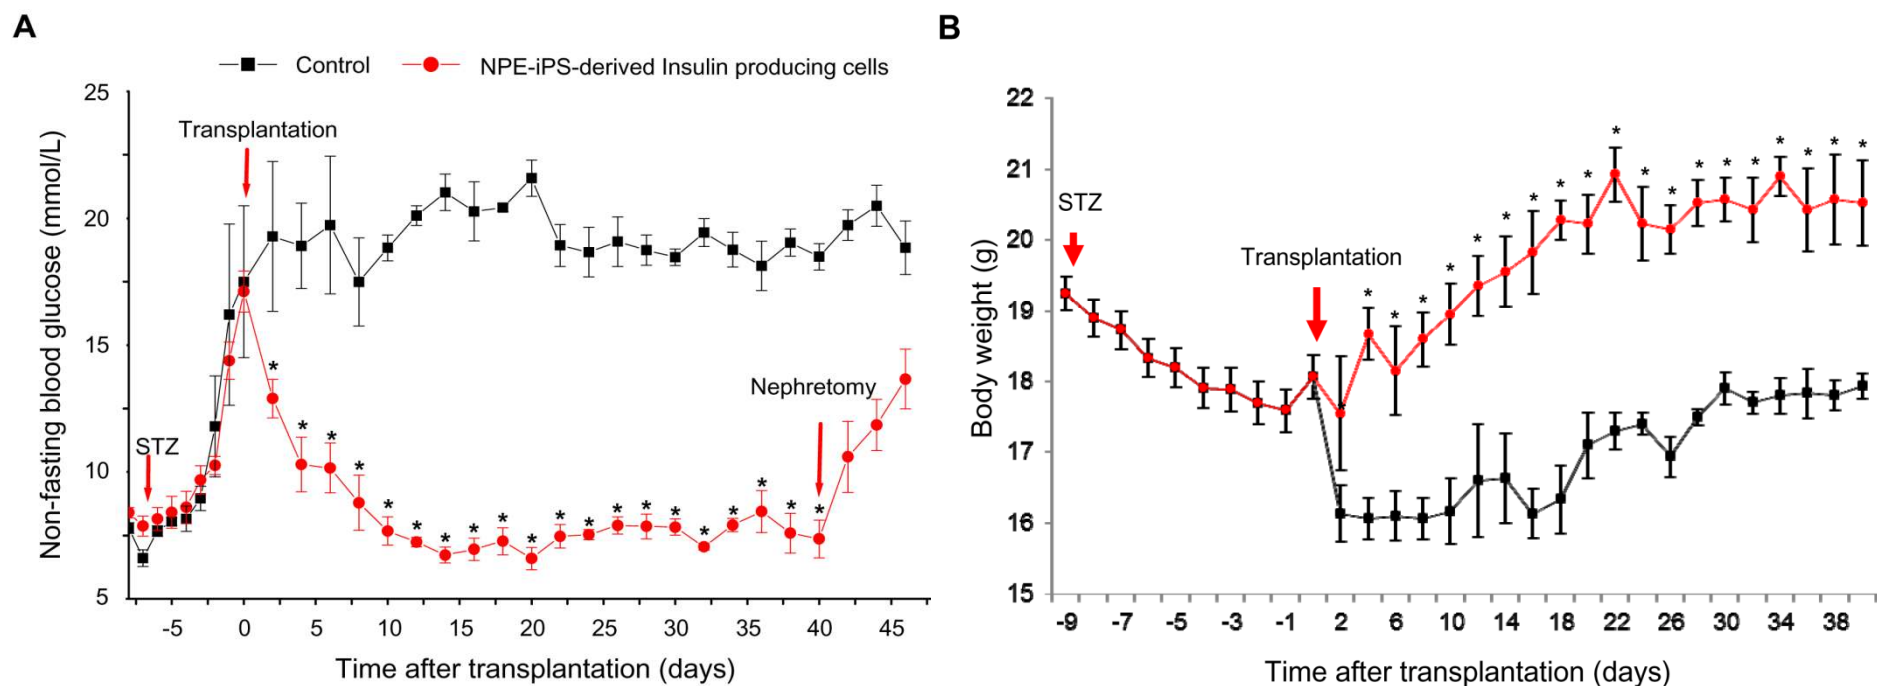 A
Control
NPE-iPS-derived Insulin producing cells
Non-fasting blood glucose (mmol/L)
25
20
15
10
5
Transplantation
STZ
Nephretomy
* * * * * * * * * * * * * * * * * * * *
-5 0 5 10 15 20 25 30 35 40 45
Time after transplantation (days)
B
Body weight (g)
22
21
20
19
18
17
16
15
STZ
Transplantation
* * * * * * * * * * * * * * * * * * *
-9 -7 -5 -3 -1 2 6 10 14 18 22 26 30 34 38
Time after transplantation (days)